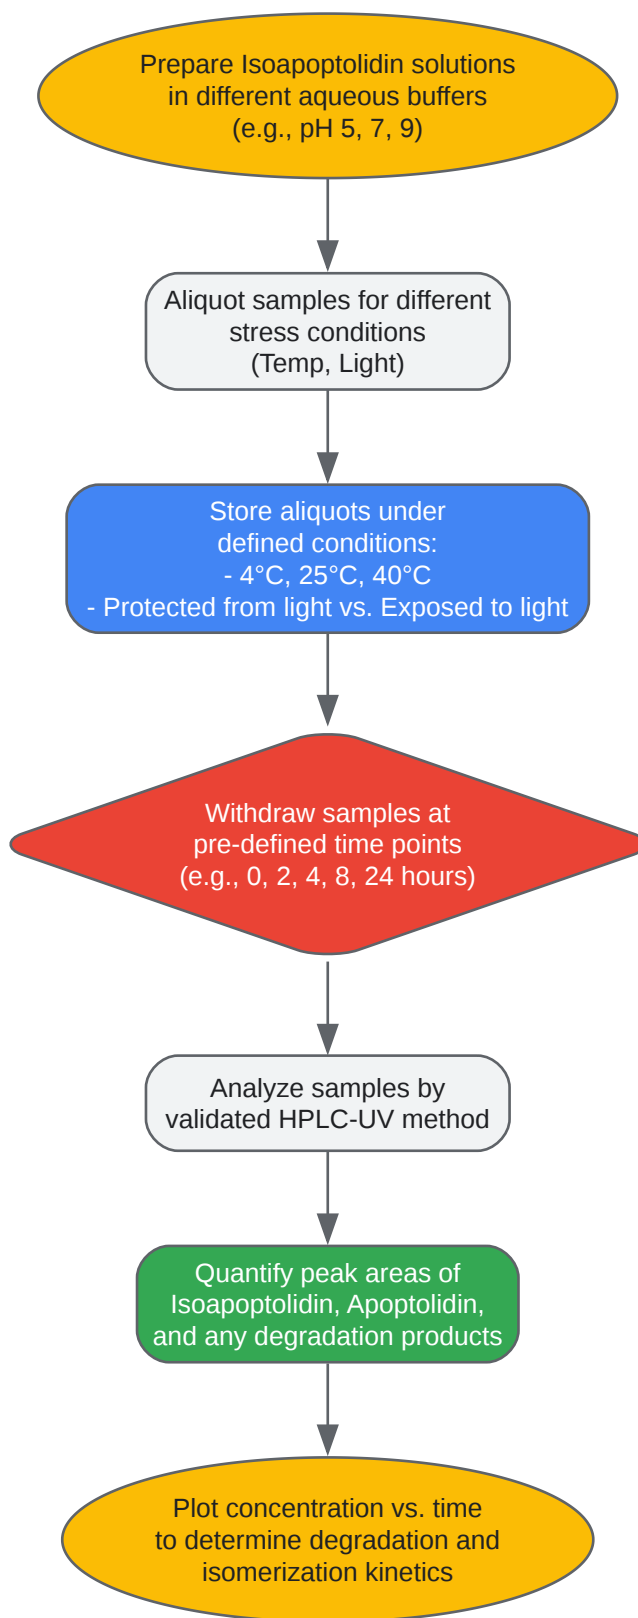 Prepare Isoapoptolidin solutions
in different aqueous buffers
(e.g., pH 5, 7, 9)
Aliquot samples for different
stress conditions
(Temp, Light)
Store aliquots under
defined conditions:
- 4°C, 25°C, 40°C
- Protected from light vs. Exposed to light
Withdraw samples at
pre-defined time points
(e.g., 0, 2, 4, 8, 24 hours)
Analyze samples by
validated HPLC-UV method
Quantify peak areas of
Isoapoptolidin, Apoptolidin,
and any degradation products
Plot concentration vs. time
to determine degradation and
isomerization kinetics